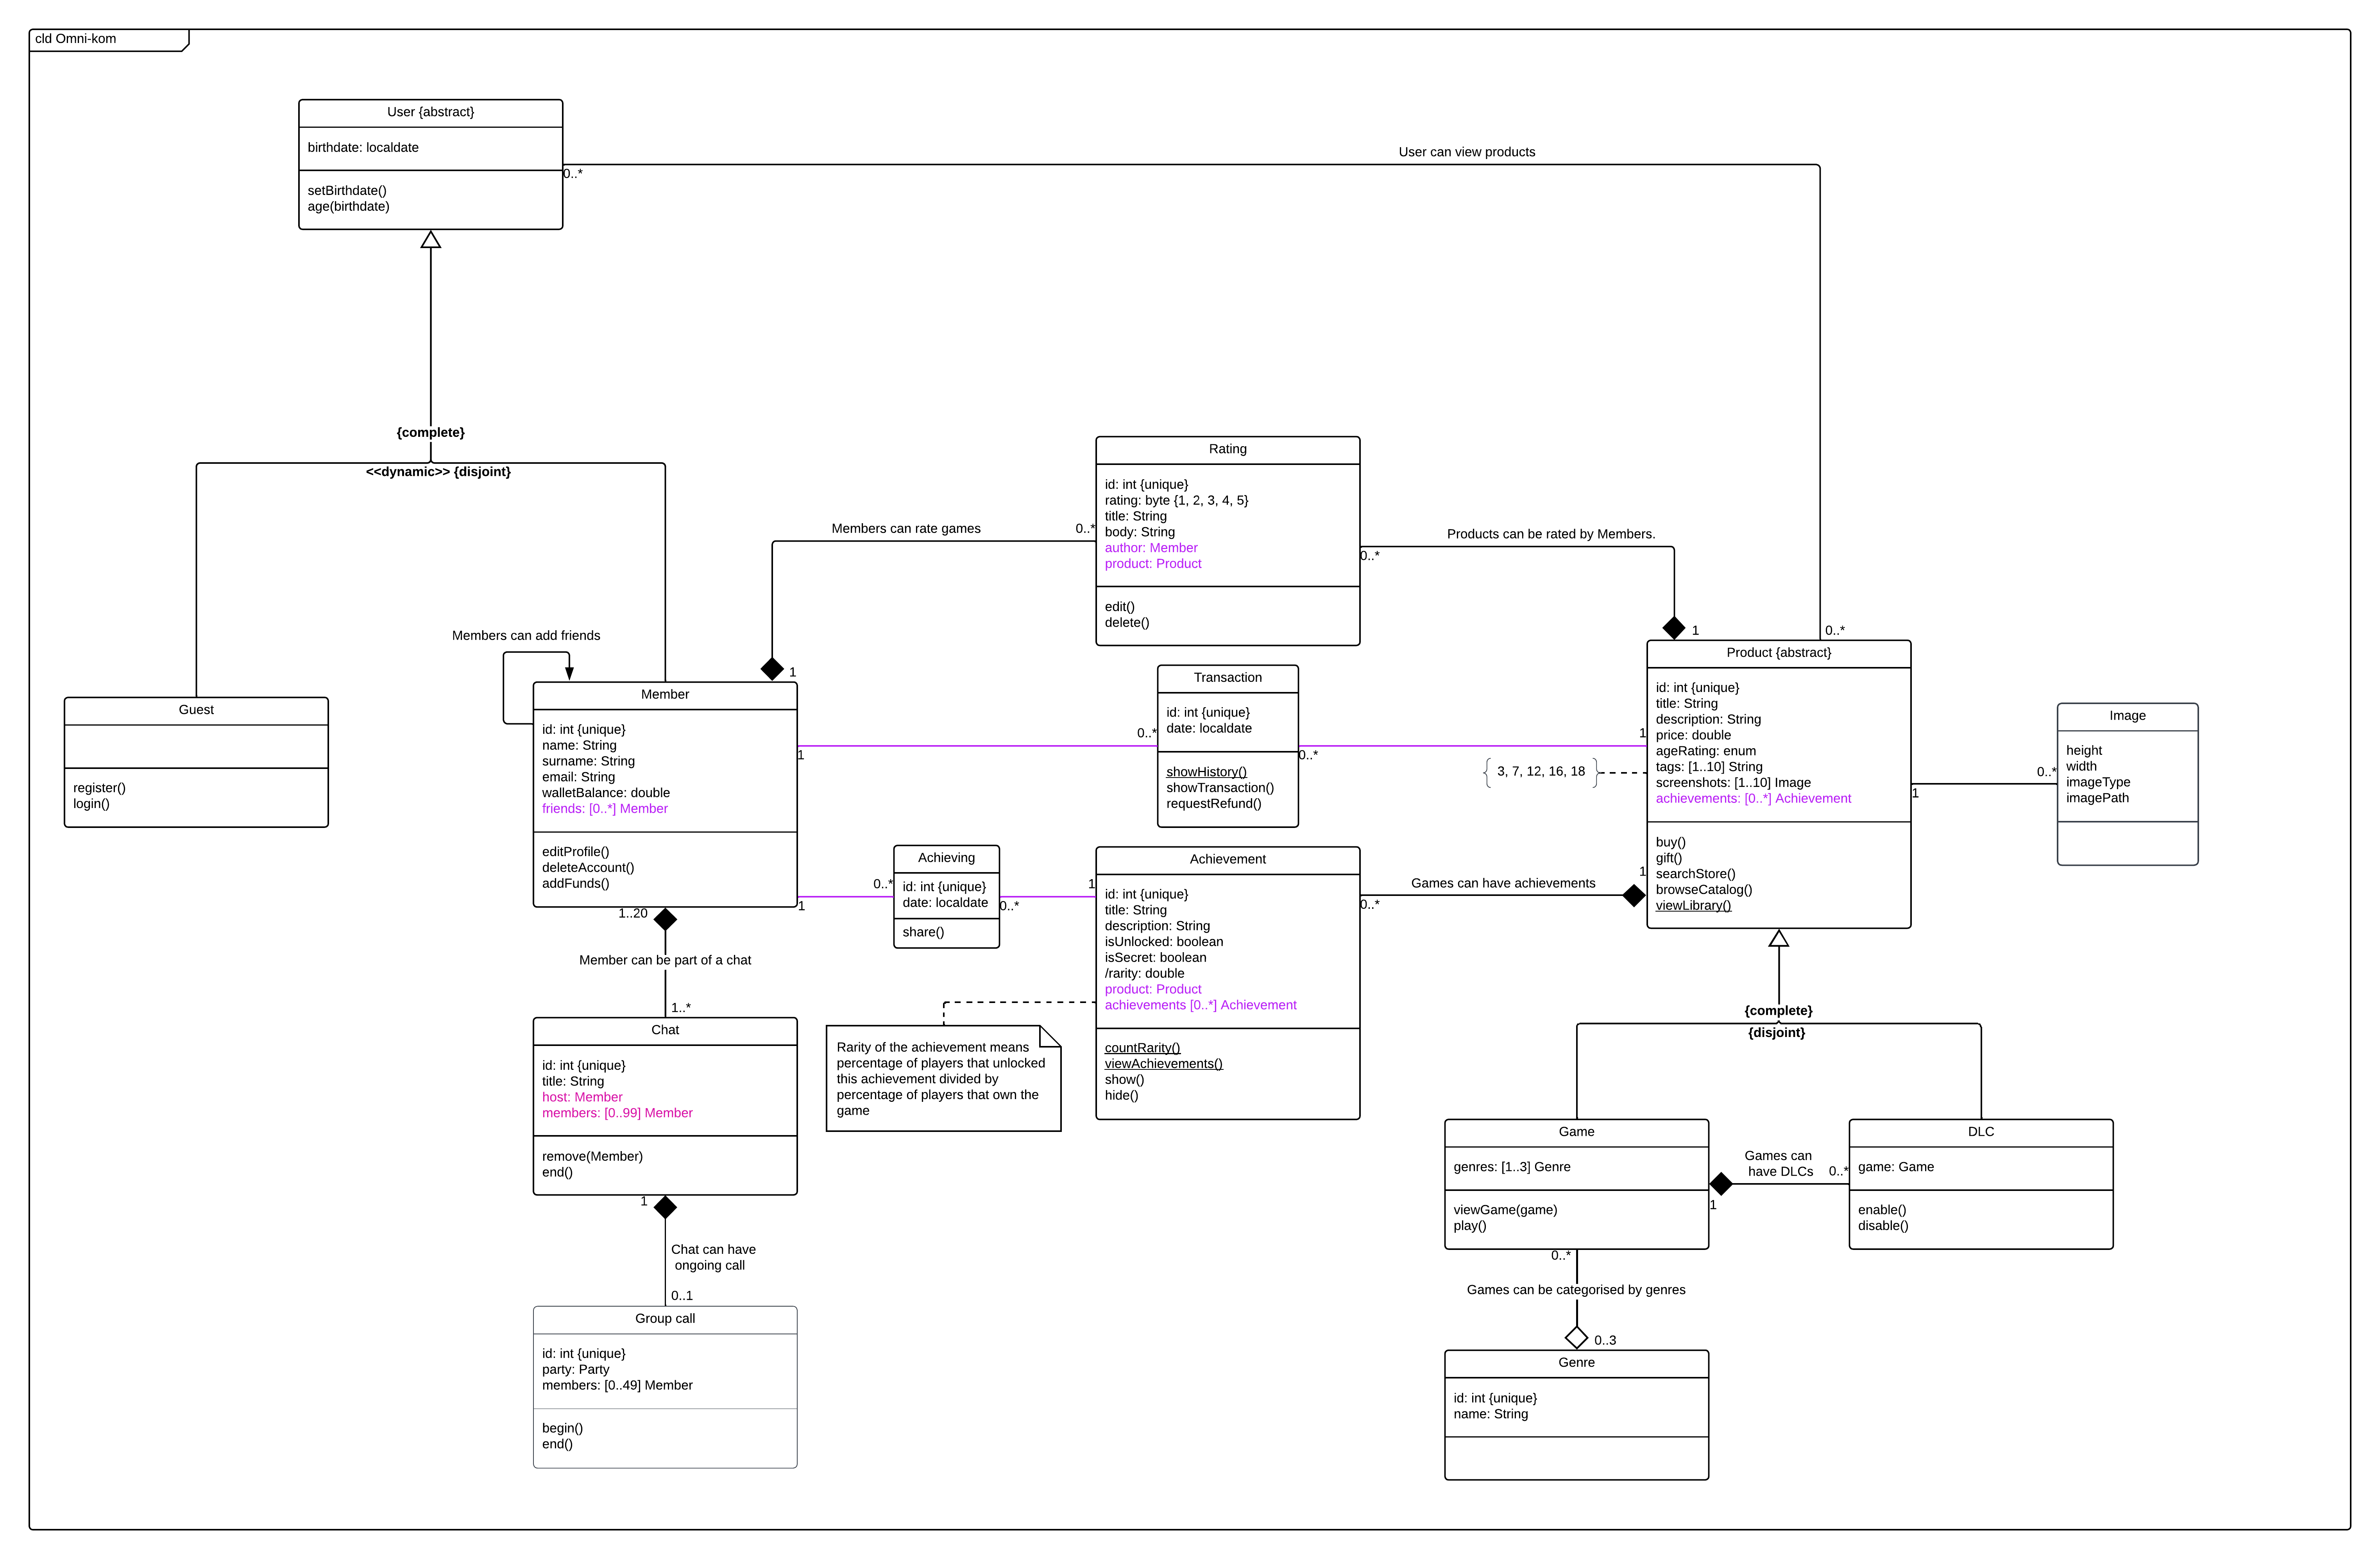 cld Omni-kom
User {abstract}
birthdate: localdate
setBirthdate()
age(birthdate)
0..*
User can view products
0..*
{complete}
<<dynamic>> {disjoint}
Guest
register()
login()
Members can add friends
Member
id: int {unique}
name: String
surname: String
email: String
walletBalance: double
friends: [0..*] Member
editProfile()
deleteAccount()
addFunds()
1
Members can rate games
0..*
Rating
id: int {unique}
rating: byte {1, 2, 3, 4, 5}
title: String
body: String
author: Member
product: Product
edit()
delete()
0..*
Products can be rated by Members.
1
1
0..*
Transaction
id: int {unique}
date: localdate
showHistory()
showTransaction()
requestRefund()
0..*
1
3, 7, 12, 16, 18
Product {abstract}
id: int {unique}
title: String
description: String
price: double
ageRating: enum
tags: [1..10] String
screenshots: [1..10] Image
achievements: [0..*] Achievement
buy()
gift()
searchStore()
browseCatalog()
viewLibrary()
1
0..*
Image
height
width
imageType
imagePath
1
0..*
Achieving
id: int {unique}
date: localdate
share()
0..*
1
Achievement
id: int {unique}
title: String
description: String
isUnlocked: boolean
isSecret: boolean
/rarity: double
product: Product
achievements [0..*] Achievement
countRarity()
viewAchievements()
show()
hide()
0..*
Games can have achievements
1
Rarity of the achievement means
percentage of players that unlocked
this achievement divided by
percentage of players that own the
game
1..20
Member can be part of a chat
1..*
Chat
id: int {unique}
title: String
host: Member
members: [0..99] Member
remove(Member)
end()
1
Chat can have
ongoing call
0..1
Group call
id: int {unique}
party: Party
members: [0..49] Member
begin()
end()
{complete}
{disjoint}
Game
genres: [1..3] Genre
viewGame(game)
play()
1
Games can
have DLCs
0..*
DLC
game: Game
enable()
disable()
0..*
Games can be categorised by genres
0..3
Genre
id: int {unique}
name: String